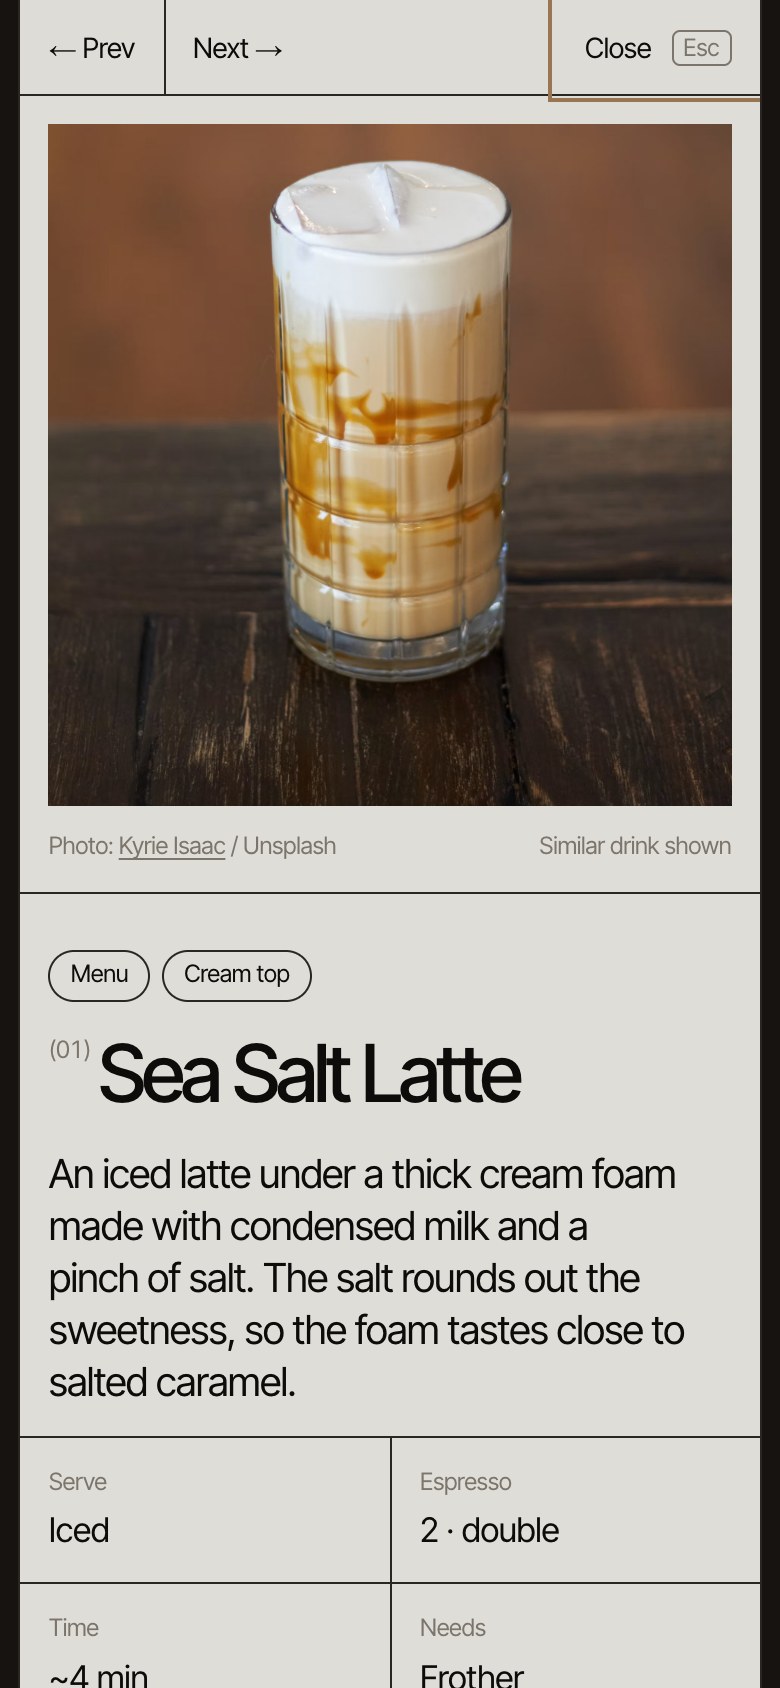 ← Prev
Next →
Close
Esc
Photo: Kyrie Isaac / Unsplash
Similar drink shown
Menu
Cream top
(01) Sea Salt Latte
An iced latte under a thick cream foam
made with condensed milk and a
pinch of salt. The salt rounds out the
sweetness, so the foam tastes close to
salted caramel.
Serve
Iced
Espresso
2 · double
Time
~4 min
Needs
Frother